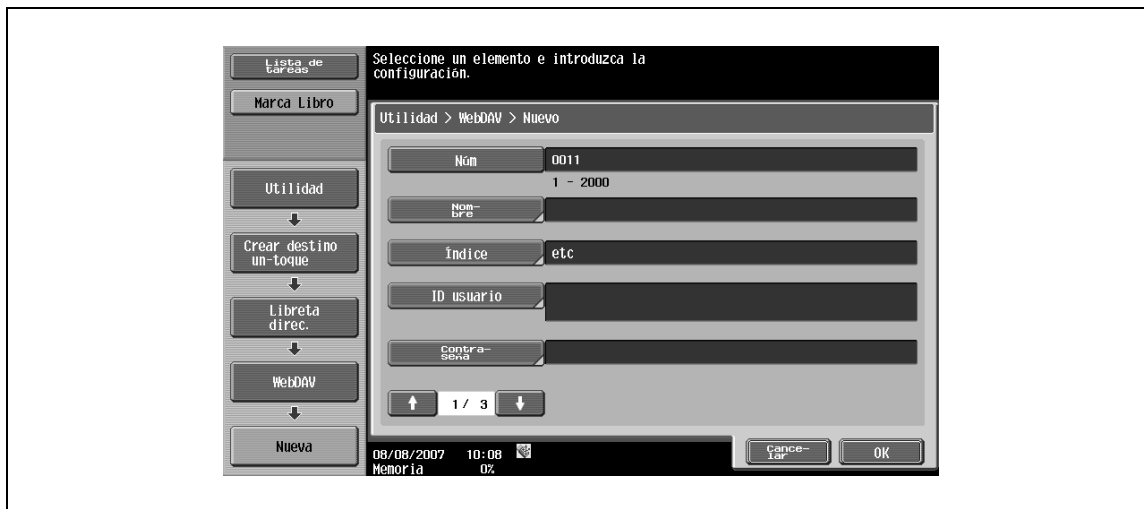 Lista de
tareas
Marca Libro
Utilidad
Crear destino
un-toque
Libreta
direc.
WebDAV
Nueva
Seleccione un elemento e introduzca la
configuración.
Utilidad > WebDAV > Nuevo
Núm
0011
1 - 2000
Nom-
bre
Índice
etc
ID usuario
Contra-
seña
1/ 3
08/08/2007 10:08
Memoria 0%
Cance-
lar
OK